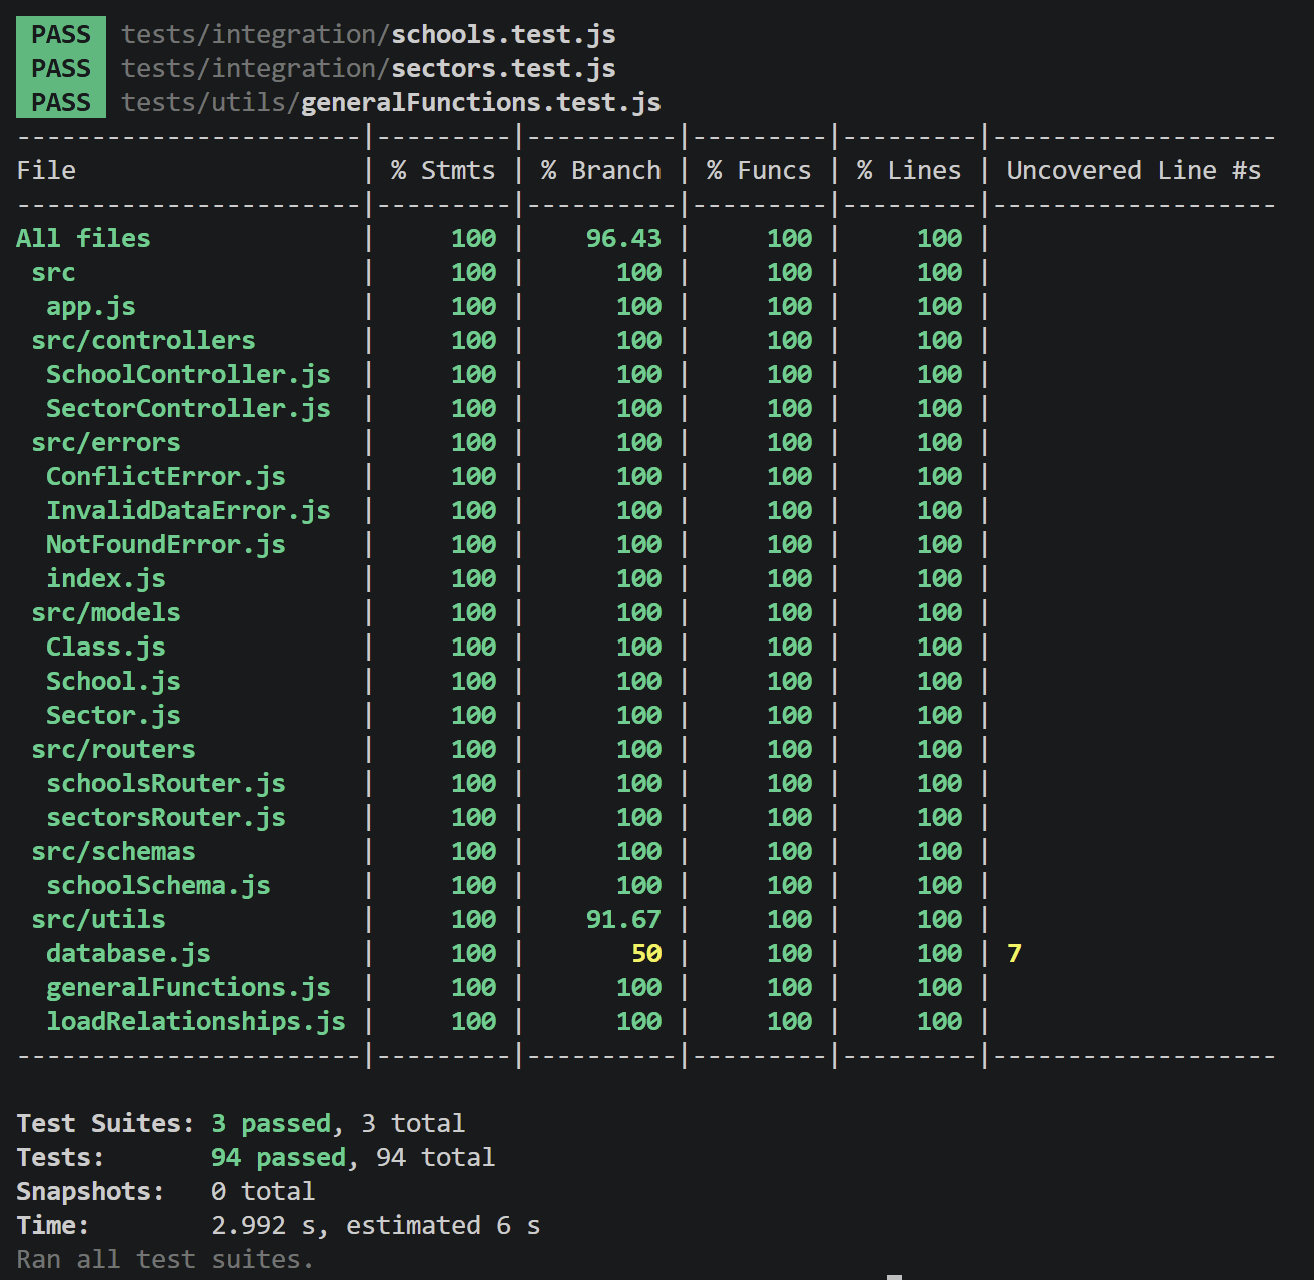 PASS tests/integration/schools.test.js
PASS tests/integration/sectors.test.js
PASS tests/utils/generalFunctions.test.js
-----------------------|---------|----------|---------|---------|-------------------
File                   | % Stmts | % Branch | % Funcs | % Lines | Uncovered Line #s
-----------------------|---------|----------|---------|---------|-------------------
All files              |     100 |    96.43 |     100 |     100 |
 src                   |     100 |      100 |     100 |     100 |
  app.js               |     100 |      100 |     100 |     100 |
 src/controllers       |     100 |      100 |     100 |     100 |
  SchoolController.js  |     100 |      100 |     100 |     100 |
  SectorController.js  |     100 |      100 |     100 |     100 |
 src/errors            |     100 |      100 |     100 |     100 |
  ConflictError.js     |     100 |      100 |     100 |     100 |
  InvalidDataError.js  |     100 |      100 |     100 |     100 |
  NotFoundError.js     |     100 |      100 |     100 |     100 |
  index.js             |     100 |      100 |     100 |     100 |
 src/models            |     100 |      100 |     100 |     100 |
  Class.js             |     100 |      100 |     100 |     100 |
  School.js            |     100 |      100 |     100 |     100 |
  Sector.js            |     100 |      100 |     100 |     100 |
 src/routers           |     100 |      100 |     100 |     100 |
  schoolsRouter.js     |     100 |      100 |     100 |     100 |
  sectorsRouter.js     |     100 |      100 |     100 |     100 |
 src/schemas           |     100 |      100 |     100 |     100 |
  schoolSchema.js      |     100 |      100 |     100 |     100 |
 src/utils             |     100 |    91.67 |     100 |     100 |
  database.js          |     100 |       50 |     100 |     100 | 7
  generalFunctions.js  |     100 |      100 |     100 |     100 |
  loadRelationships.js |     100 |      100 |     100 |     100 |
-----------------------|---------|----------|---------|---------|-------------------
Test Suites: 3 passed, 3 total
Tests:       94 passed, 94 total
Snapshots:   0 total
Time:        2.992 s, estimated 6 s
Ran all test suites.